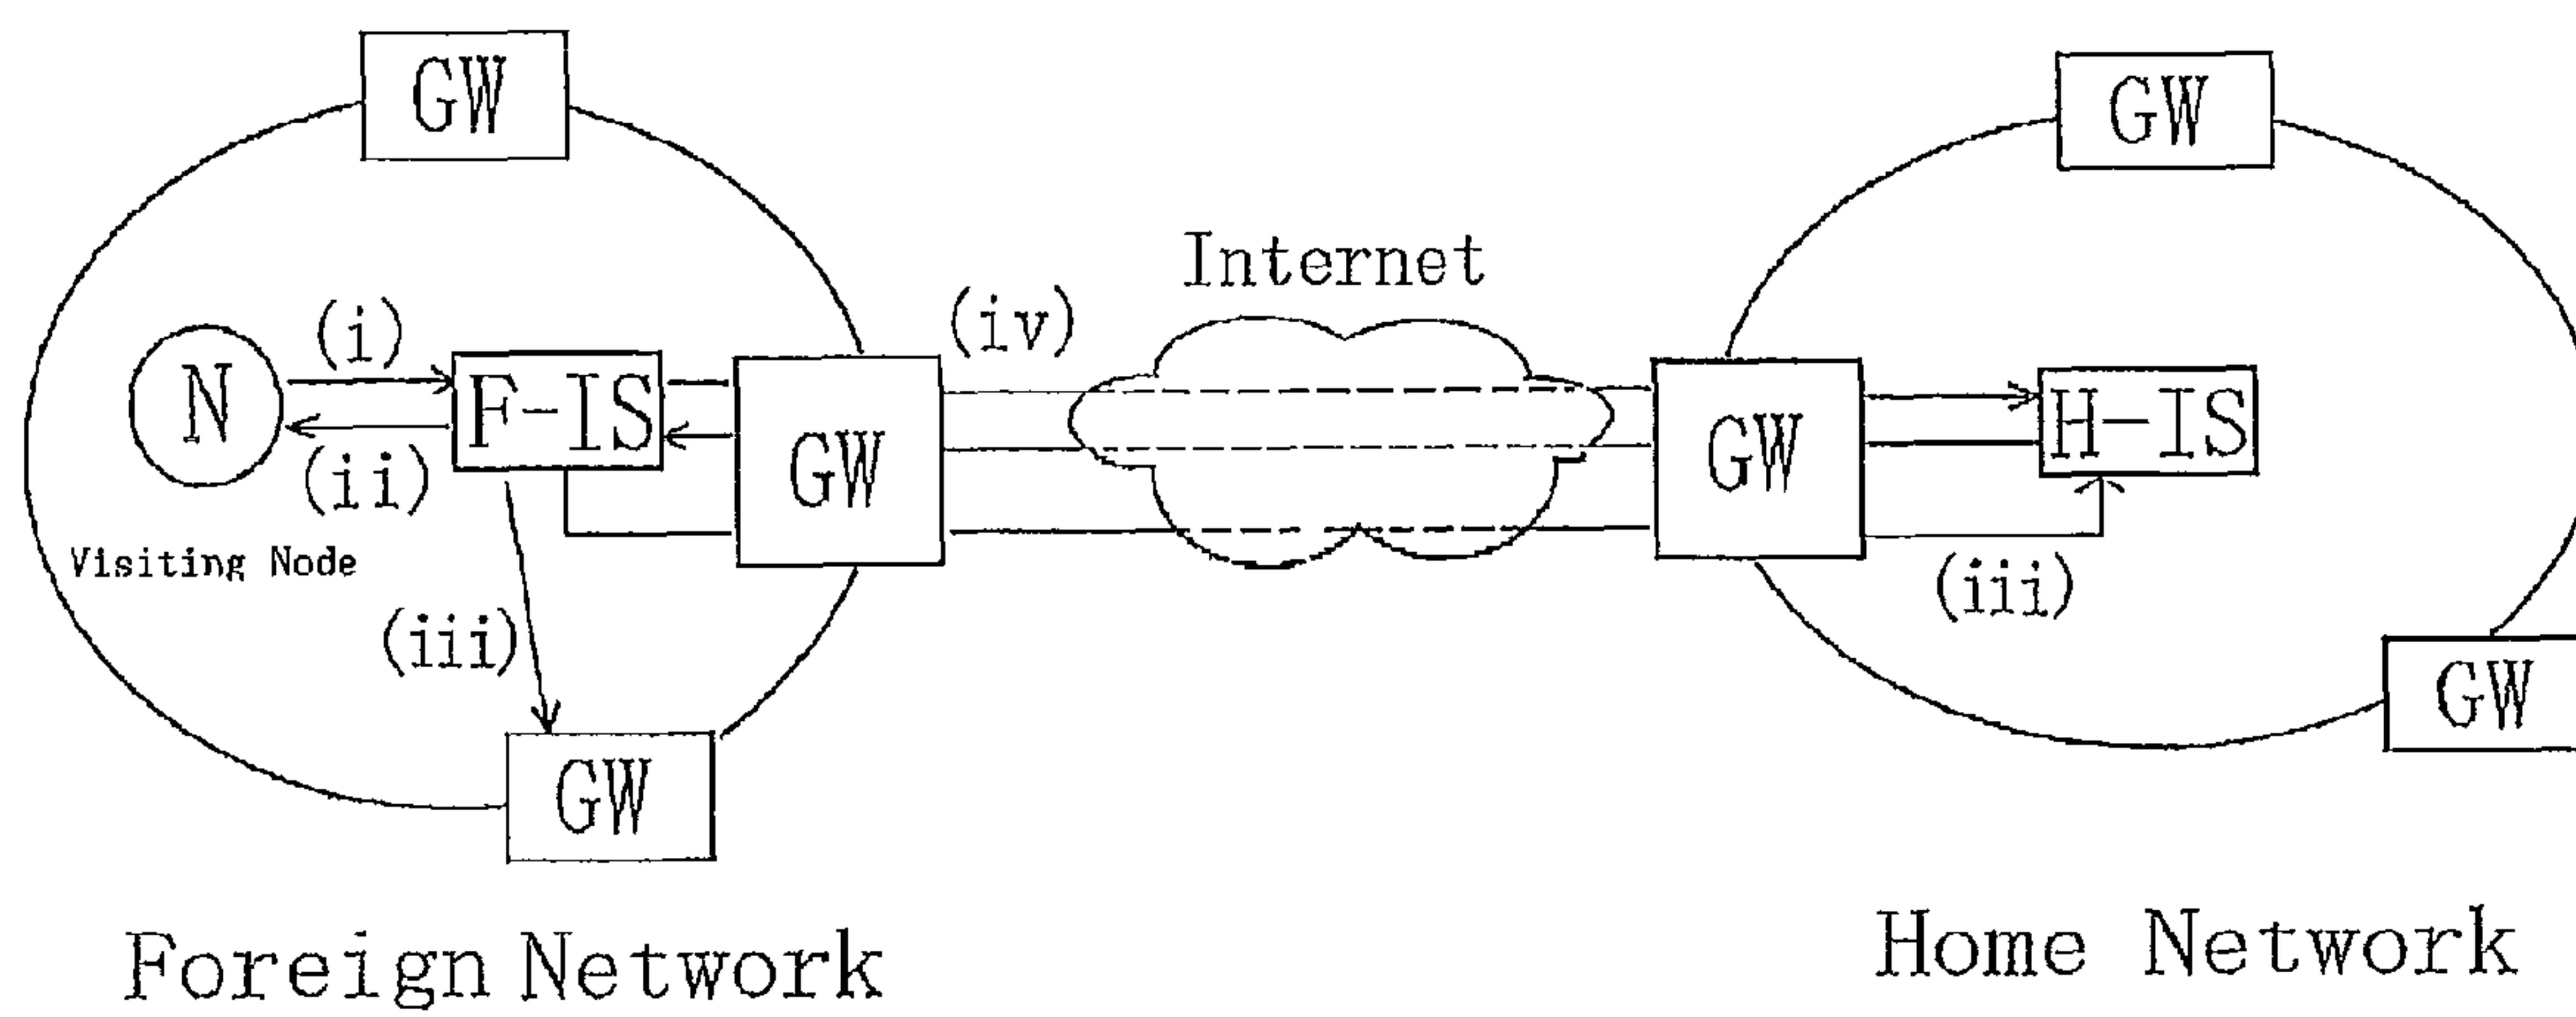 GW
GW
Internet
(i)
(iv)
N
F-IS
GW
GW
H-IS
(ii)
Visiting Node
(iii)
(iii)
GW
GW
Foreign Network
Home Network